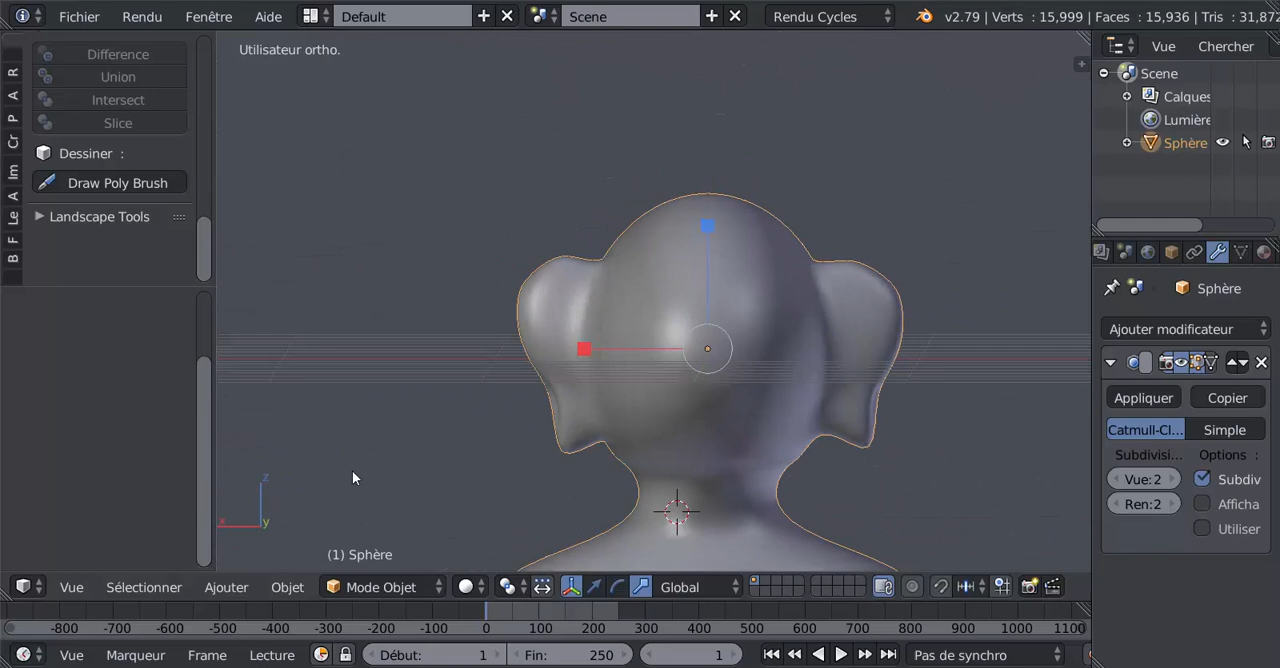 Fichier Rendu Fenêtre Aide Default Scene Rendu Cycles v2.79 | Verts : 15,999 | Faces : 15,936 | Tris : 31,872
Difference
Union
Intersect
Slice
Dessiner :
Draw Poly Brush
Landscape Tools
R
A
P
Cr
Im
A
Le
F
B
Utilisateur ortho.
z
x
y
(1) Sphère
Vue Chercher
Scene
Calques
Lumière
Sphère
Sphère
Ajouter modificateur
Appliquer Copier
Catmull-Cl... Simple
Subdivisi... Options :
Vue: 2 Subdiv
Ren: 2 Afficha
Utiliser
Vue Sélectionner Ajouter Objet Mode Objet Global
-800 -700 -600 -500 -400 -300 -200 -100 0 100 200 300 400 500 600 700 800 900 1000 1100
Vue Marqueur Frame Lecture Début: 1 Fin: 250 1 Pas de synchro